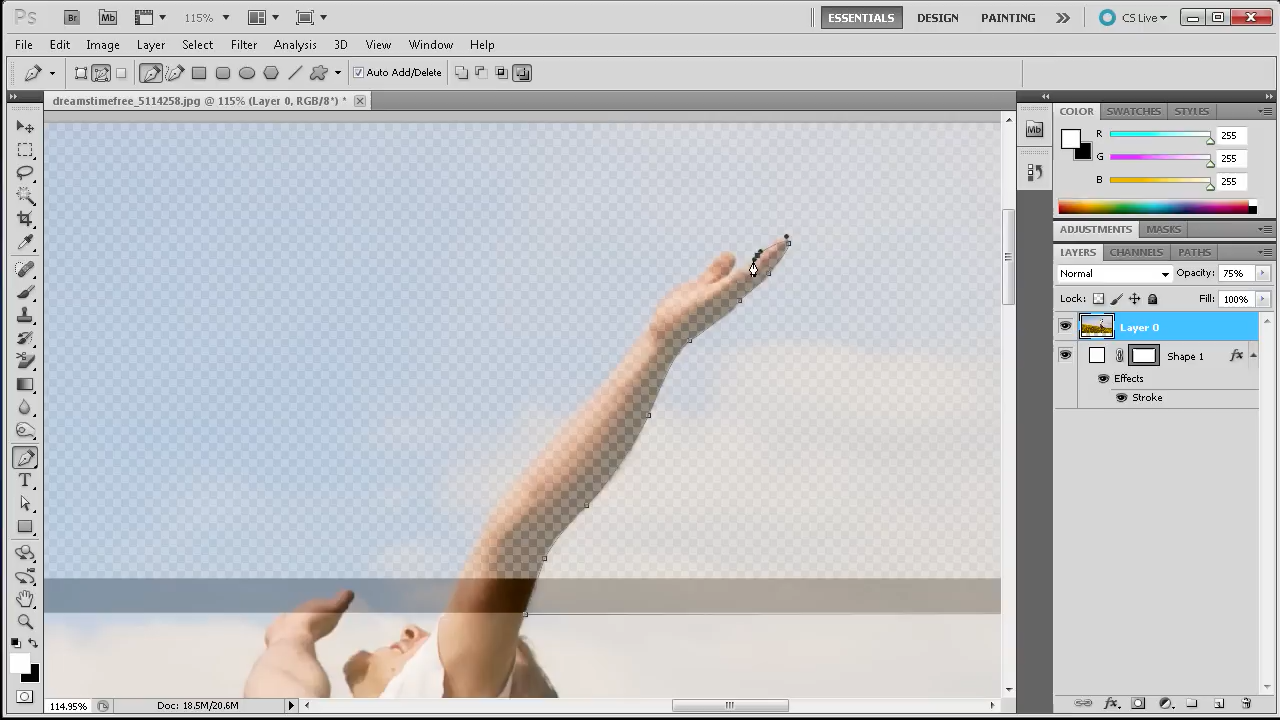 Ps Br Mb 115% ESSENTIALS DESIGN PAINTING CS Live
File Edit Image Layer Select Filter Analysis 3D View Window Help
Auto Add/Delete
dreamstimefree_5114258.jpg @ 115% (Layer 0, RGB/8*) *
COLOR SWATCHES STYLES
Mb
R 255
G 255
B 255
ADJUSTMENTS MASKS
LAYERS CHANNELS PATHS
Normal Opacity: 75%
Lock: Fill: 100%
Layer 0
Shape 1 fx
Effects
Stroke
T
114.95% Doc: 18.5M/20.6M
fx